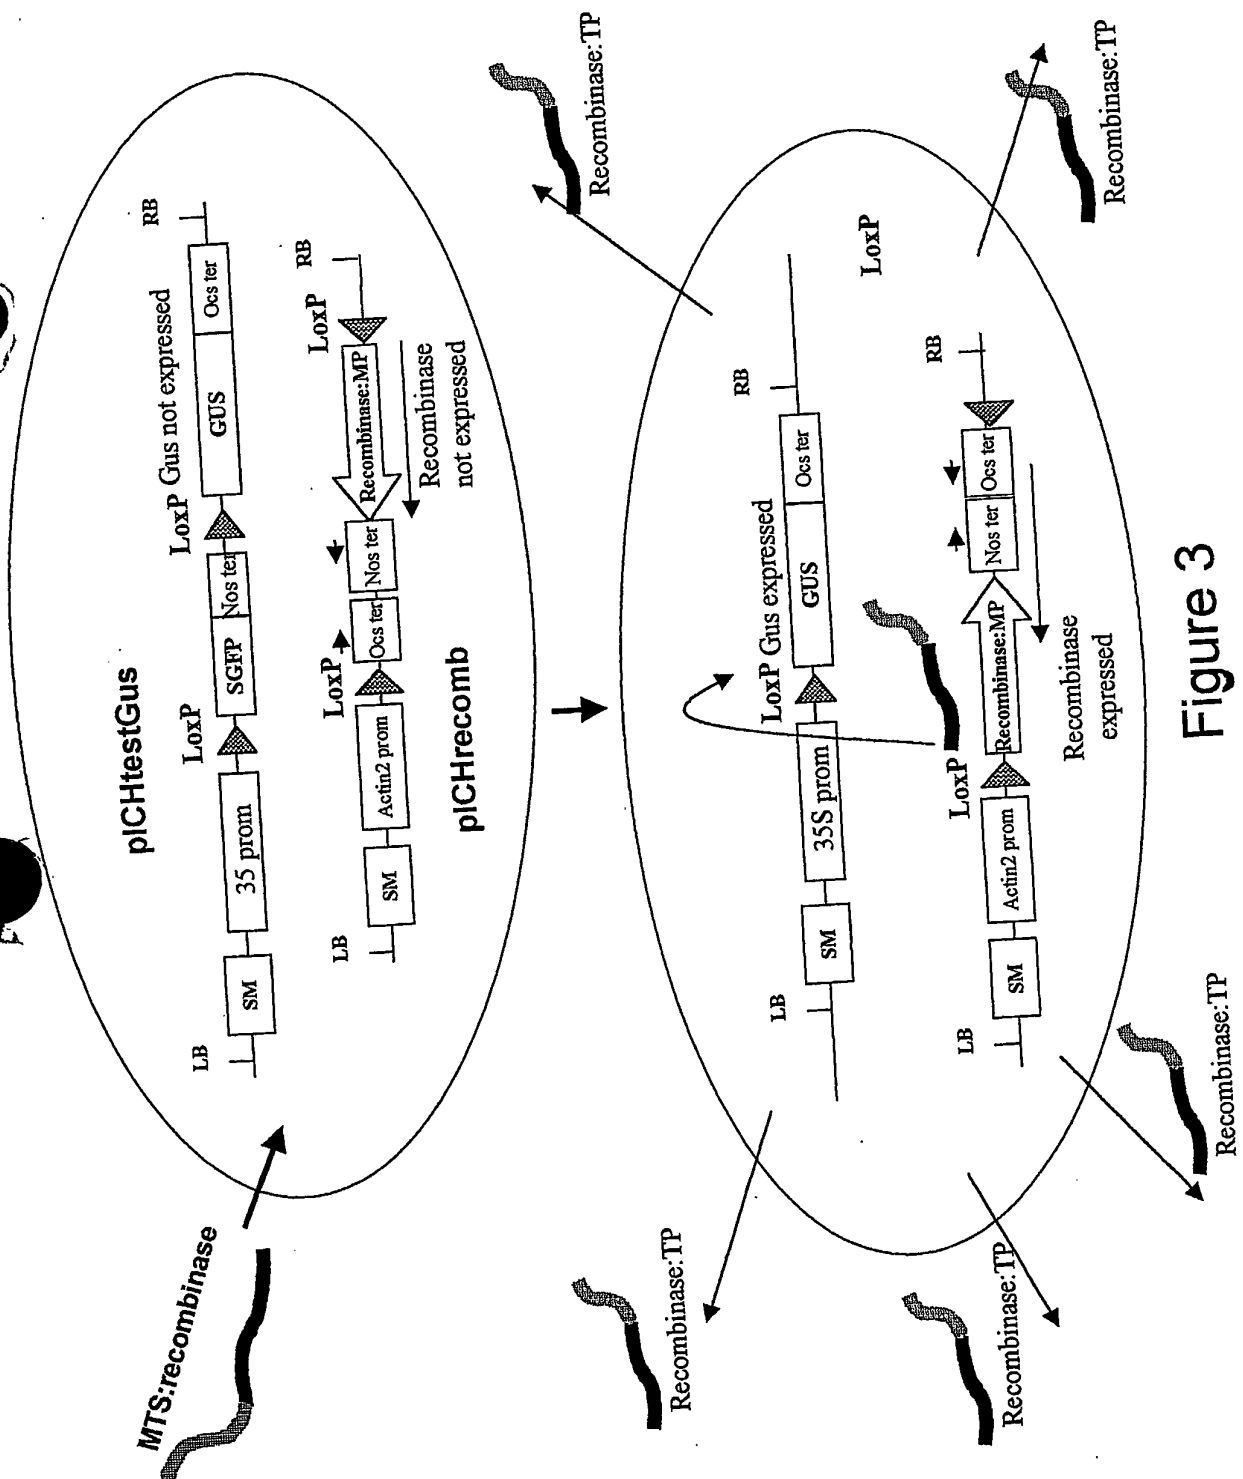 MTS:recombinase
pICHtestGus
LB
SM
35 prom
LoxP
SGFP
Nos ter
LoxP
Gus not expressed
GUS
Ocs ter
RB
LB
SM
Actin2 prom
LoxP
Ocs ter
Nos ter
Recombinase:MP
LoxP
RB
Recombinase
not expressed
pICHrecomb
Recombinase:TP
Recombinase:TP
LB
SM
35S prom
LoxP
Gus expressed
GUS
Ocs ter
RB
LoxP
LB
SM
Actin2 prom
LoxP
Recombinase:MP
Nos ter
Ocs ter
RB
Recombinase
expressed
Recombinase:TP
Recombinase:TP
Recombinase:TP
Figure 3